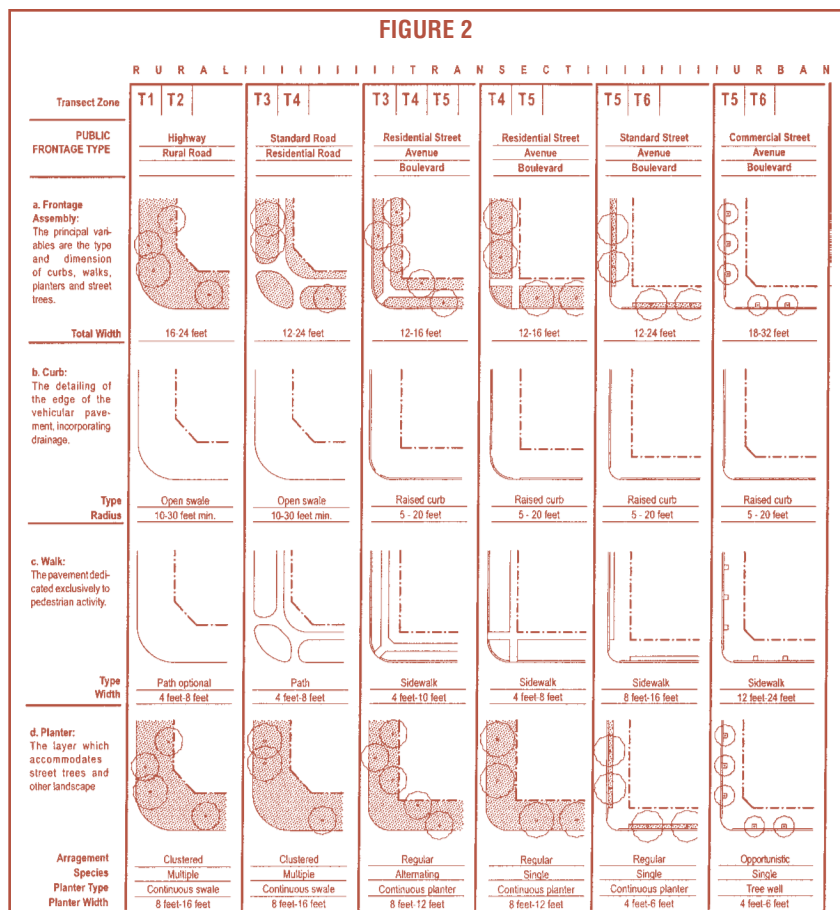 FIGURE 2
R U R A L I I I I I I I I I T R A N S E C T I I I I I I I I U R B A N
Transect Zone
T1 T2
T3 T4
T3 T4 T5
T4 T5
T5 T6
T5 T6
PUBLIC
FRONTAGE TYPE
Highway
Rural Road
Standard Road
Residential Road
Residential Street
Avenue
Boulevard
Residential Street
Avenue
Boulevard
Standard Street
Avenue
Boulevard
Commercial Street
Avenue
Boulevard
a. Frontage
Assembly:
The principal vari-
ables are the type
and dimension
of curbs, walks,
planters and street
trees.
Total Width
16-24 feet
12-24 feet
12-16 feet
12-16 feet
12-24 feet
18-32 feet
b. Curb:
The detailing of
the edge of the
vehicular pave-
ment, incorporating
drainage.
Type
Open swale
Open swale
Raised curb
Raised curb
Raised curb
Raised curb
Radius
10-30 feet min.
10-30 feet min.
5 - 20 feet
5 - 20 feet
5 - 20 feet
5 - 20 feet
c. Walk:
The pavement dedi-
cated exclusively to
pedestrian activity.
Type
Path optional
Path
Sidewalk
Sidewalk
Sidewalk
Sidewalk
Width
4 feet-8 feet
4 feet-8 feet
4 feet-10 feet
4 feet-8 feet
8 feet-16 feet
12 feet-24 feet
d. Planter:
The layer which
accommodates
street trees and
other landscape
Arragement
Clustered
Clustered
Regular
Regular
Regular
Opportunistic
Species
Multiple
Multiple
Alternating
Single
Single
Single
Planter Type
Continuous swale
Continuous swale
Continuous planter
Continuous planter
Continuous planter
Tree well
Planter Width
8 feet-16 feet
8 feet-16 feet
8 feet-12 feet
8 feet-12 feet
4 feet-6 feet
4 feet-6 feet